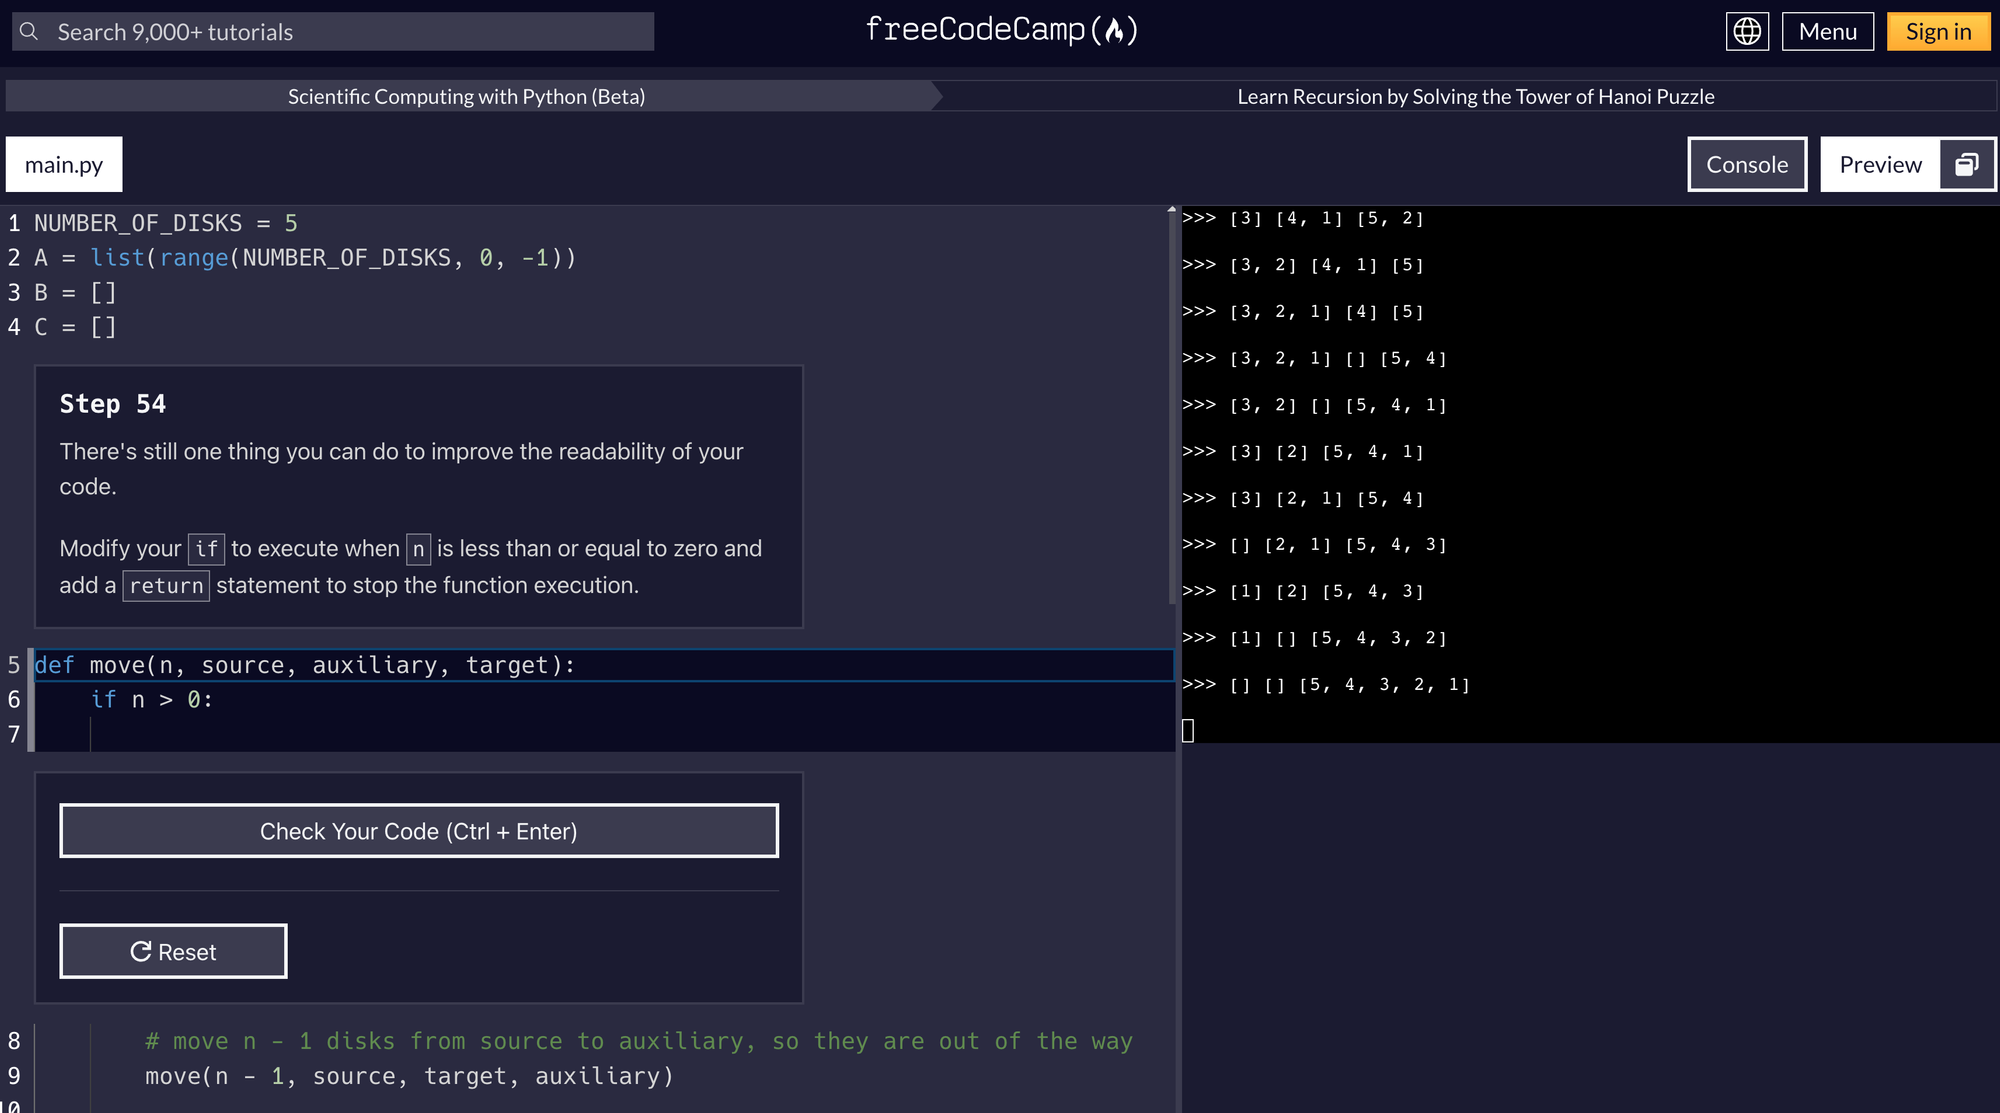 Search 9,000+ tutorials
freeCodeCamp
Menu
Sign in
Scientific Computing with Python (Beta)
Learn Recursion by Solving the Tower of Hanoi Puzzle
main.py
Console
Preview
1 NUMBER_OF_DISKS = 5
2 A = list(range(NUMBER_OF_DISKS, 0, -1))
3 B = []
4 C = []
Step 54
There's still one thing you can do to improve the readability of your
code.
Modify your if to execute when n is less than or equal to zero and
add a return statement to stop the function execution.
5 def move(n, source, auxiliary, target):
6 if n > 0:
7
Check Your Code (Ctrl + Enter)
Reset
8 # move n - 1 disks from source to auxiliary, so they are out of the way
9 move(n - 1, source, target, auxiliary)
10
>>> [3] [4, 1] [5, 2]
>>> [3, 2] [4, 1] [5]
>>> [3, 2, 1] [4] [5]
>>> [3, 2, 1] [] [5, 4]
>>> [3, 2] [] [5, 4, 1]
>>> [3] [2] [5, 4, 1]
>>> [3] [2, 1] [5, 4]
>>> [] [2, 1] [5, 4, 3]
>>> [1] [2] [5, 4, 3]
>>> [1] [] [5, 4, 3, 2]
>>> [] [] [5, 4, 3, 2, 1]